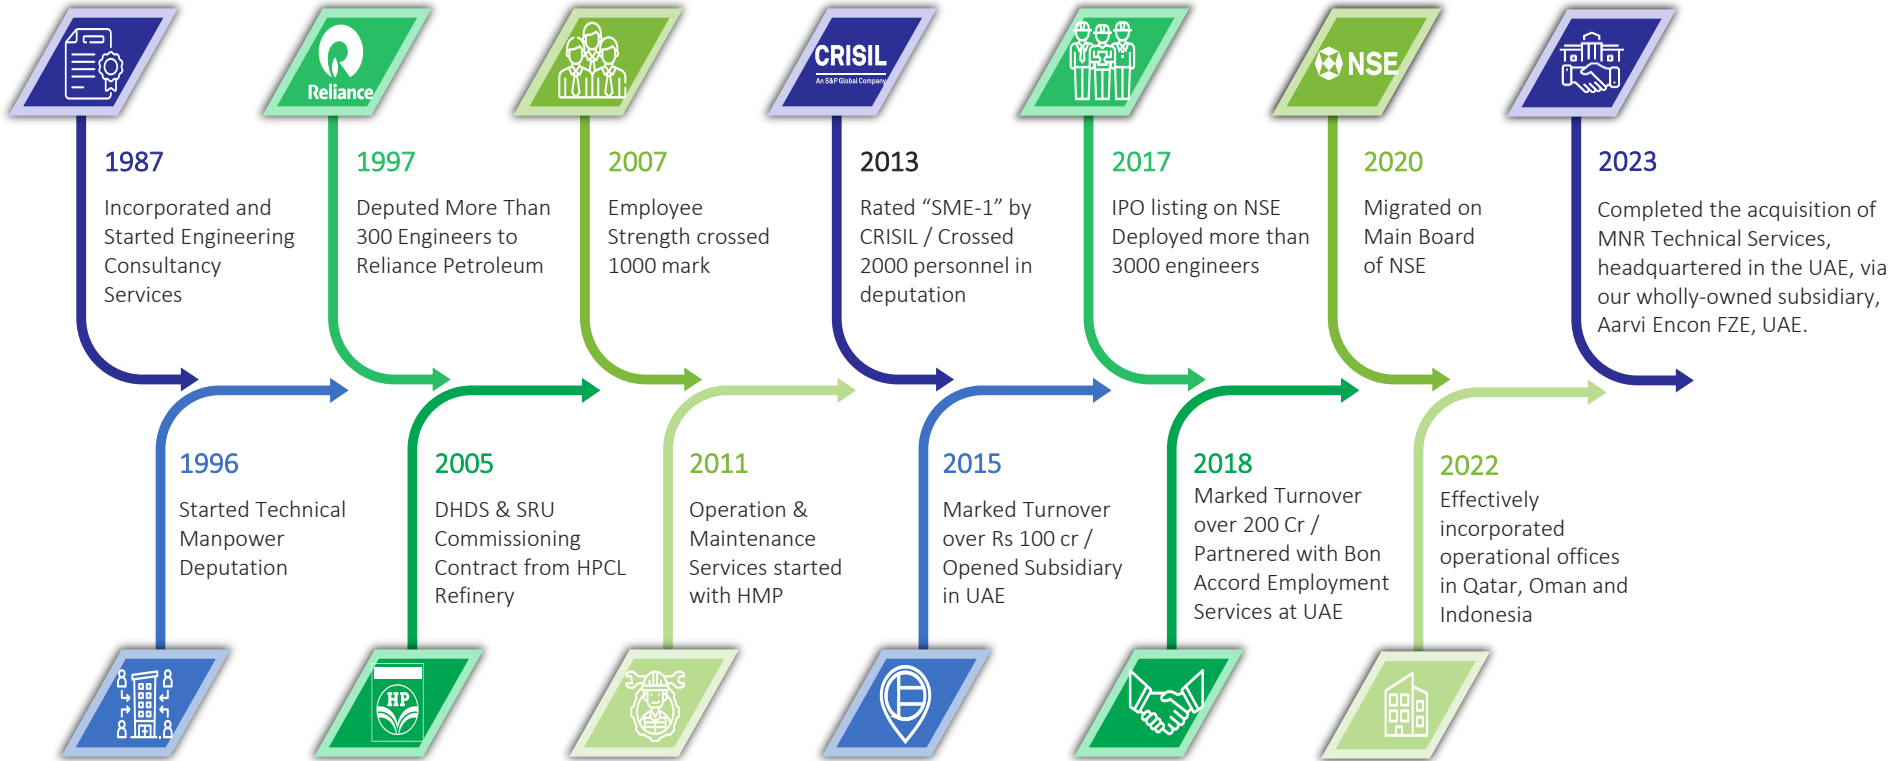 Reliance
CRISIL
An S&P Global Company
NSE
1987
Incorporated and
Started Engineering
Consultancy
Services
1997
Deputed More Than
300 Engineers to
Reliance Petroleum
2007
Employee
Strength crossed
1000 mark
2013
Rated “SME-1” by
CRISIL / Crossed
2000 personnel in
deputation
2017
IPO listing on NSE
Deployed more than
3000 engineers
2020
Migrated on
Main Board
of NSE
2023
Completed the acquisition of
MNR Technical Services,
headquartered in the UAE, via
our wholly-owned subsidiary,
Aarvi Encon FZE, UAE.
1996
Started Technical
Manpower
Deputation
2005
DHDS & SRU
Commissioning
Contract from HPCL
Refinery
2011
Operation &
Maintenance
Services started
with HMP
2015
Marked Turnover
over Rs 100 cr /
Opened Subsidiary
in UAE
2018
Marked Turnover
over 200 Cr /
Partnered with Bon
Accord Employment
Services at UAE
2022
Effectively
incorporated
operational offices
in Qatar, Oman and
Indonesia
HP